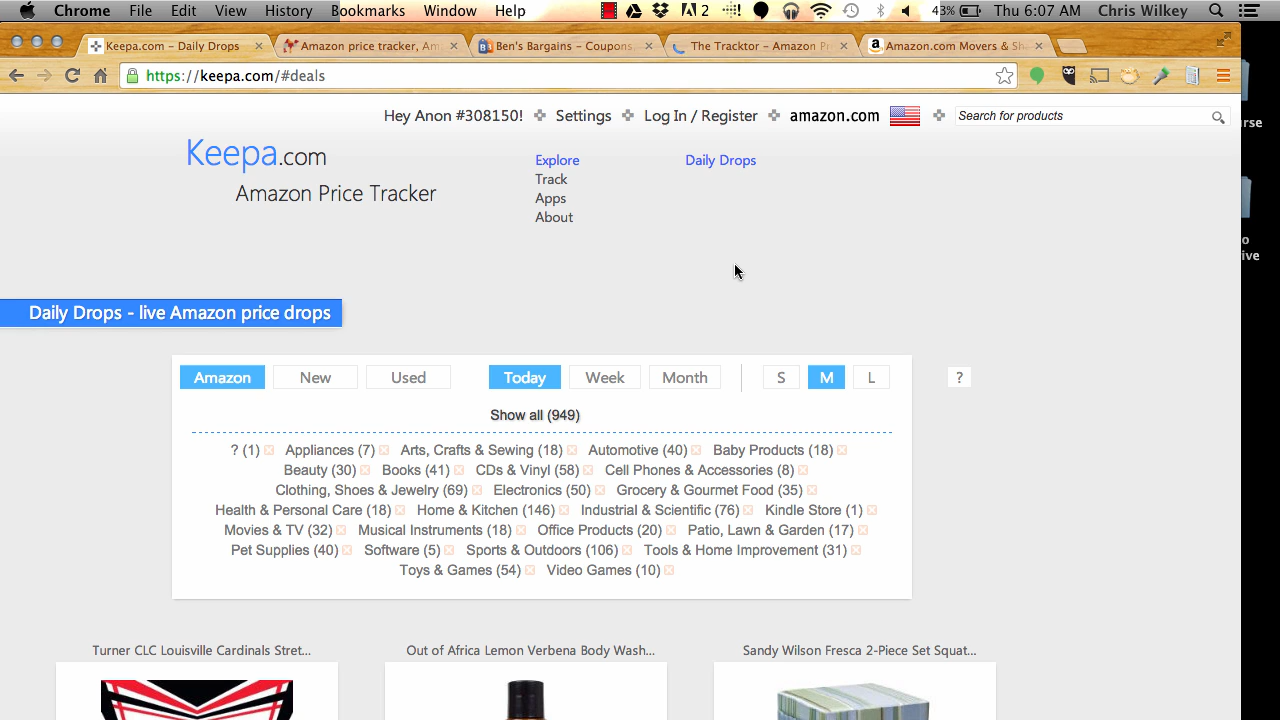 Chrome File Edit View History Bookmarks Window Help 2 43% Thu 6:07 AM Chris Wilkey
Keepa.com – Daily Drops Amazon price tracker, Am Ben's Bargains – Coupons, The Tracktor – Amazon Pr Amazon.com Movers & Sh
https://keepa.com/#deals
urse
Hey Anon #308150! Settings Log In / Register amazon.com Search for products
Keepa.com
Amazon Price Tracker
Explore Daily Drops
Track
Apps
About
o
ive
Daily Drops - live Amazon price drops
Amazon New Used Today Week Month S M L ?
Show all (949)
? (1) Appliances (7) Arts, Crafts & Sewing (18) Automotive (40) Baby Products (18)
Beauty (30) Books (41) CDs & Vinyl (58) Cell Phones & Accessories (8)
Clothing, Shoes & Jewelry (69) Electronics (50) Grocery & Gourmet Food (35)
Health & Personal Care (18) Home & Kitchen (146) Industrial & Scientific (76) Kindle Store (1)
Movies & TV (32) Musical Instruments (18) Office Products (20) Patio, Lawn & Garden (17)
Pet Supplies (40) Software (5) Sports & Outdoors (106) Tools & Home Improvement (31)
Toys & Games (54) Video Games (10)
Turner CLC Louisville Cardinals Stret... Out of Africa Lemon Verbena Body Wash... Sandy Wilson Fresca 2-Piece Set Squat...